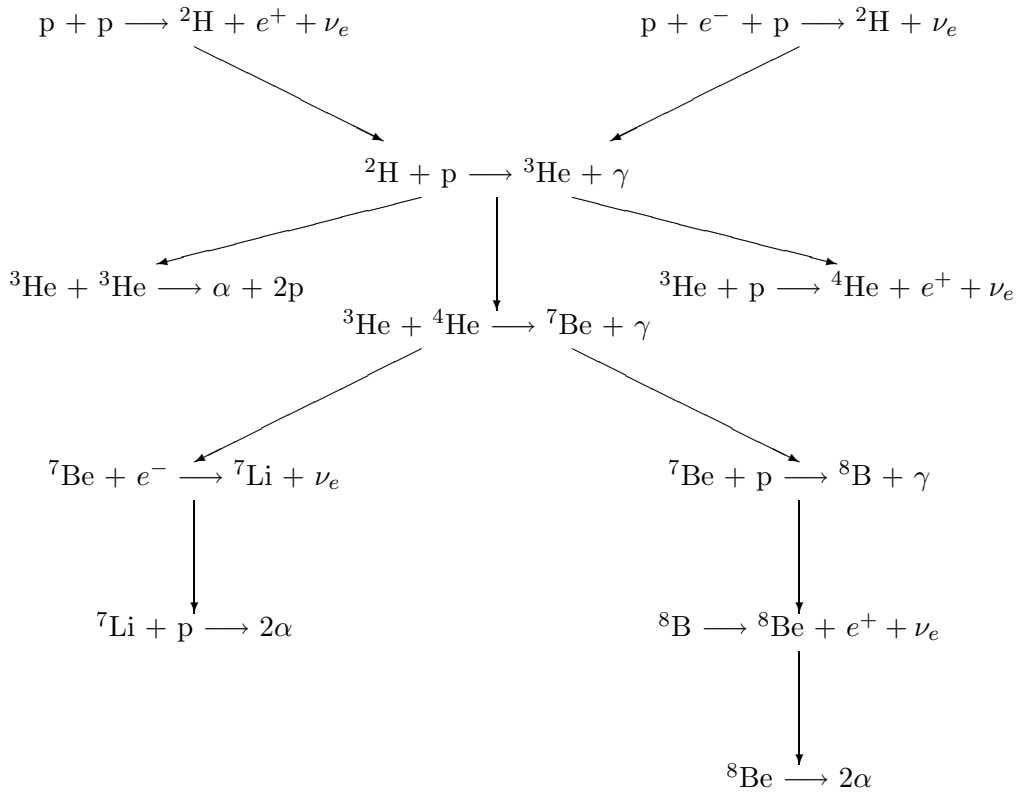 p + p ⟶ ²H + e⁺ + νₑ
p + e⁻ + p ⟶ ²H + νₑ
²H + p ⟶ ³He + γ
³He + ³He ⟶ α + 2p
³He + p ⟶ ⁴He + e⁺ + νₑ
³He + ⁴He ⟶ ⁷Be + γ
⁷Be + e⁻ ⟶ ⁷Li + νₑ
⁷Be + p ⟶ ⁸B + γ
⁷Li + p ⟶ 2α
⁸B ⟶ ⁸Be + e⁺ + νₑ
⁸Be ⟶ 2α